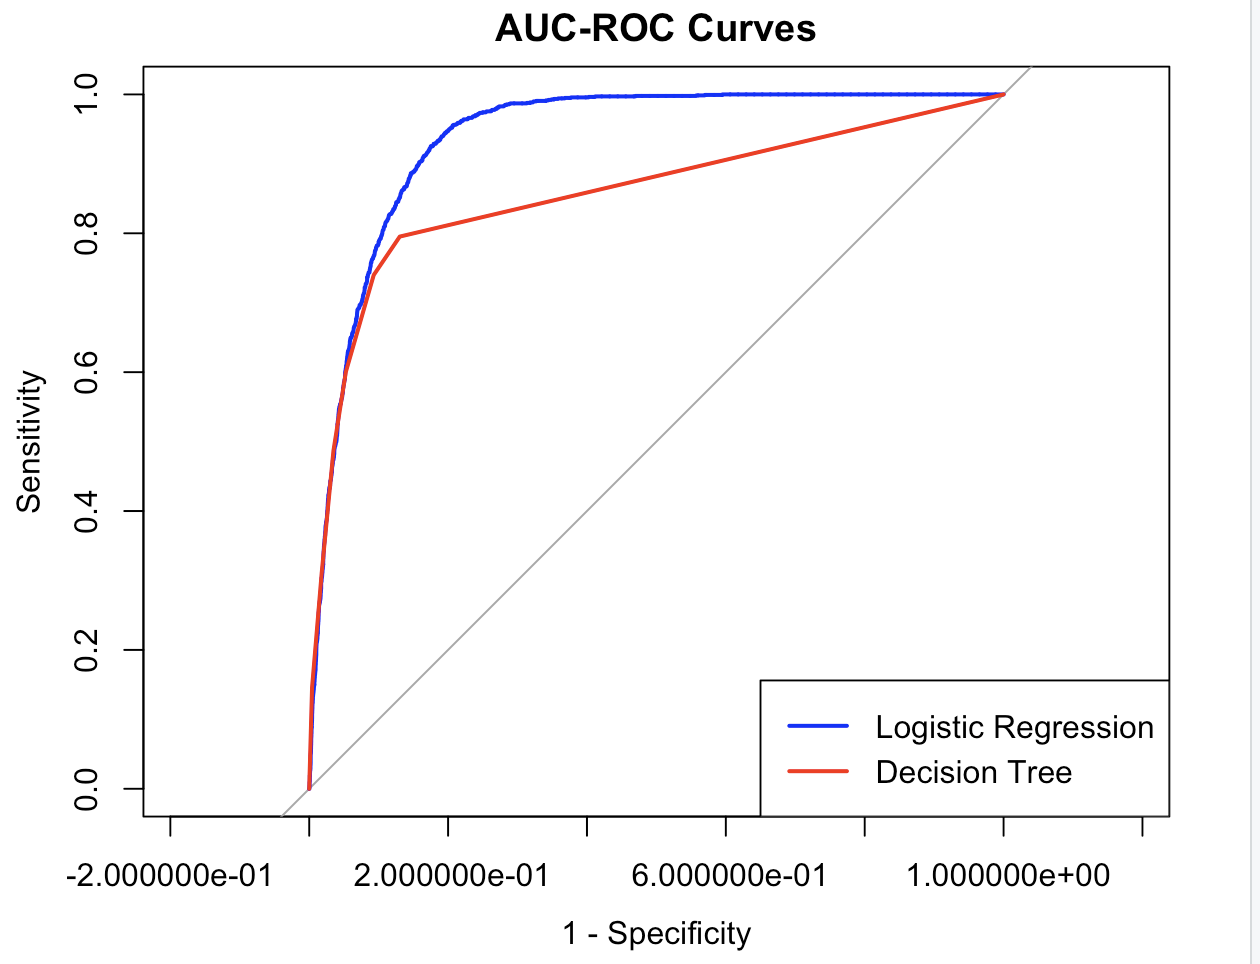 AUC-ROC Curves
1.0
0.8
0.6
0.4
0.2
0.0
Sensitivity
Logistic Regression
Decision Tree
-2.000000e-01 2.000000e-01 6.000000e-01 1.000000e+00
1 - Specificity